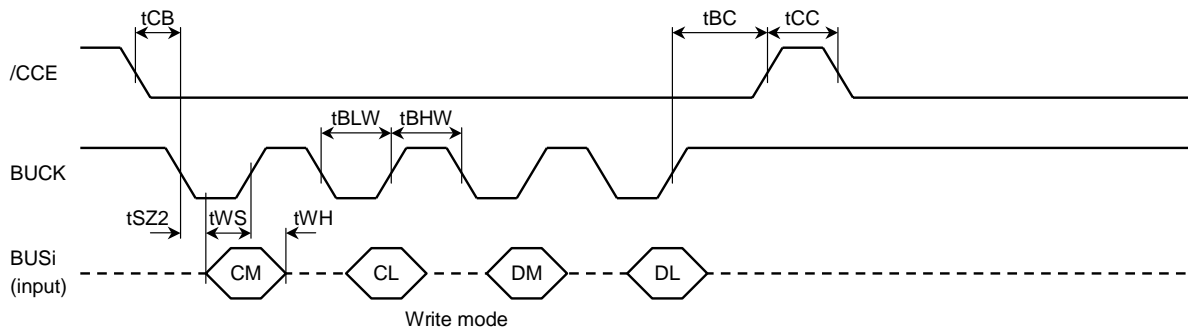 tCB tBC tCC
/CCE
tBLW tBHW
BUCK
tSZ2 tWS tWH
BUSi CM CL DM DL
(input)
Write mode